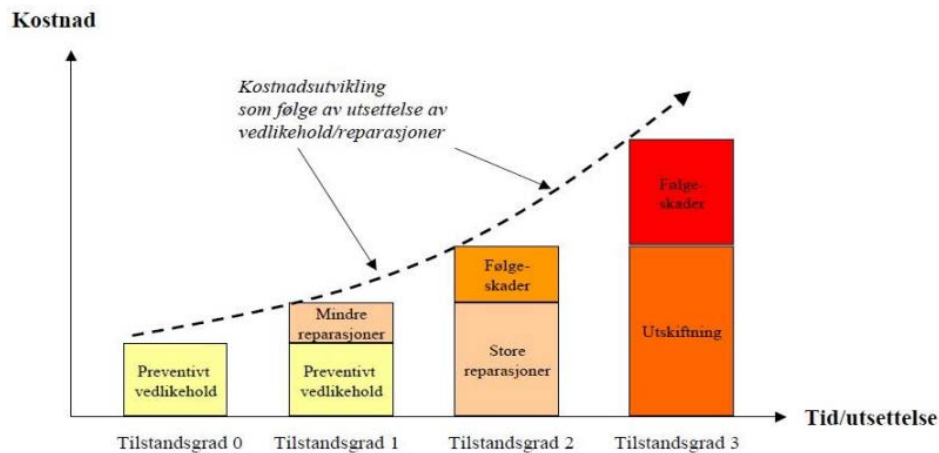 Kostnad
Kostnadsutvikling
som følge av utsettelse av
vedlikehold/reparasjoner
Følge-
skader
Følge-
skader
Mindre
reparasjoner
Utskiftning
Preventivt
vedlikehold
Preventivt
vedlikehold
Store
reparasjoner
Tid/utsettelse
Tilstandsgrad 0
Tilstandsgrad 1
Tilstandsgrad 2
Tilstandsgrad 3